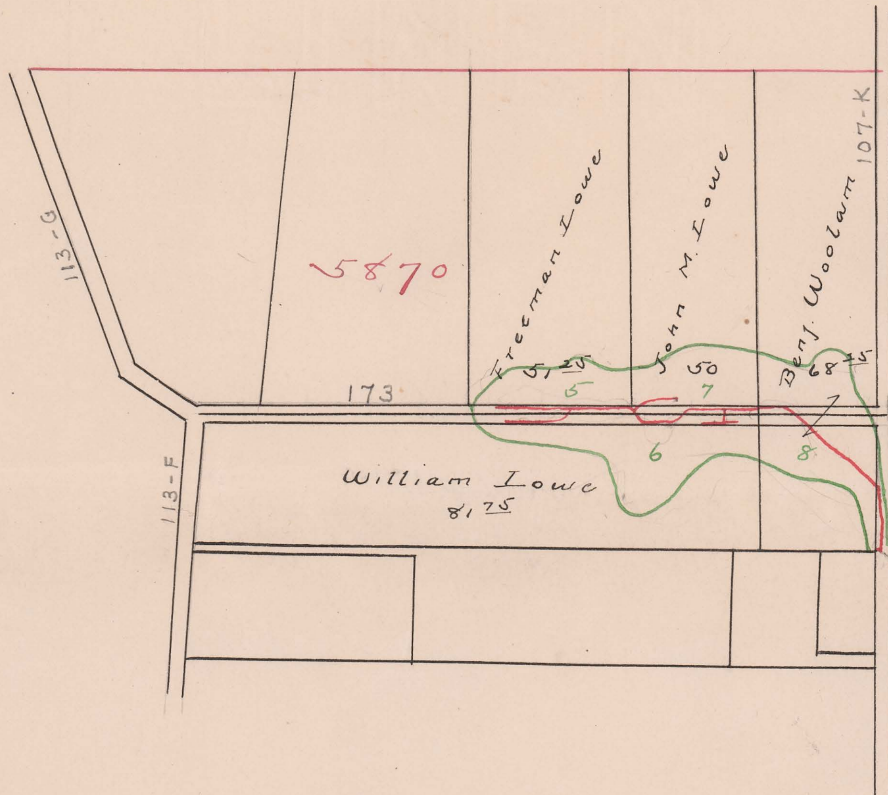 107-K
113-G
5870
Freeman Lowe
51 25
John M. Lowe
50
Benj. Woolam
68 75
5
7
173
6
8
William Lowe
81 75
113-F